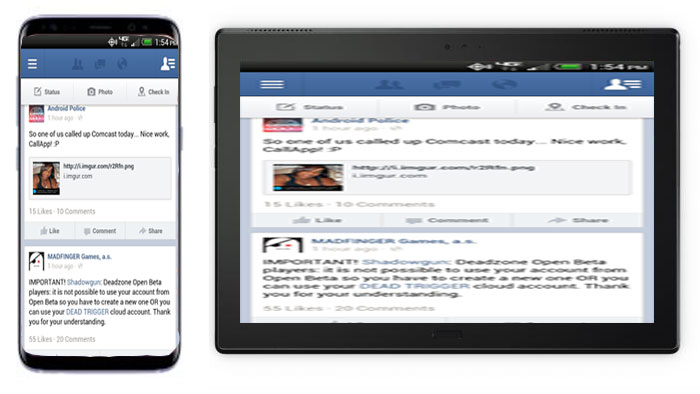 4G
1:54 PM
Status
Photo
Check In
Android Police
1 hour ago
So one of us called up Comcast today... Nice work,
CallApp! :P
http://i.imgur.com/r2Rfn.png
i.imgur.com
15 Likes · 10 Comments
Like
Comment
Share
MADFINGER Games, a.s.
1 hour ago
IMPORTANT! Shadowgun: Deadzone Open Beta
players: it is not possible to use your account from
Open Beta so you have to create a new one OR you
can use your DEAD TRIGGER cloud account. Thank
you for your understanding.
55 Likes · 20 Comments
4G
1:54 PM
Status
Photo
Check In
Android Police
1 hour ago
So one of us called up Comcast today... Nice work,
CallApp! :P
http://i.imgur.com/r2Rfn.png
i.imgur.com
15 Likes · 10 Comments
Like
Comment
Share
MADFINGER Games, a.s.
1 hour ago
IMPORTANT! Shadowgun: Deadzone Open Beta
players: it is not possible to use your account from
Open Beta so you have to create a new one OR you
can use your DEAD TRIGGER cloud account. Thank
you for your understanding.
55 Likes · 20 Comments